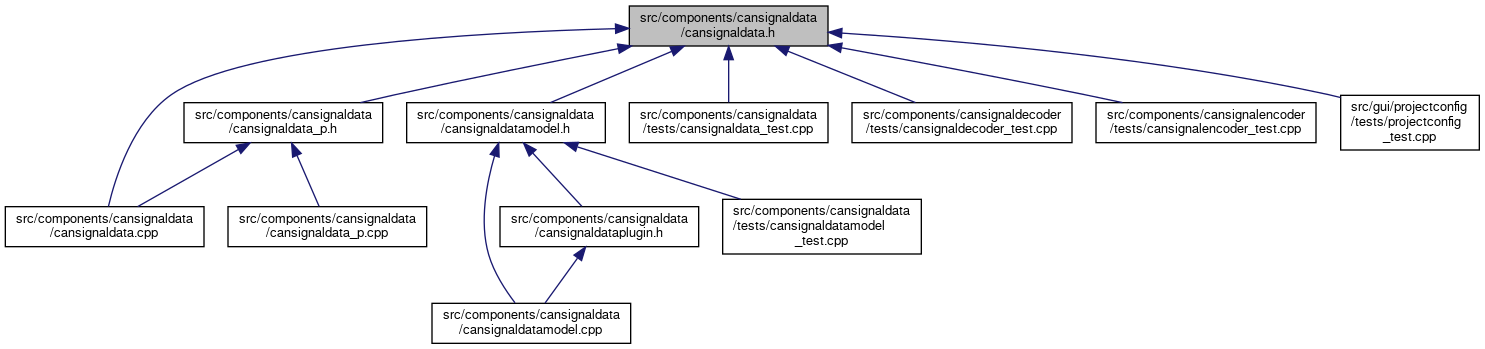 src/components/cansignaldata
/cansignaldata.h
src/components/cansignaldata
/cansignaldata_p.h
src/components/cansignaldata
/cansignaldatamodel.h
src/components/cansignaldata
/tests/cansignaldata_test.cpp
src/components/cansignaldecoder
/tests/cansignaldecoder_test.cpp
src/components/cansignalencoder
/tests/cansignalencoder_test.cpp
src/gui/projectconfig
/tests/projectconfig
_test.cpp
src/components/cansignaldata
/cansignaldata.cpp
src/components/cansignaldata
/cansignaldata_p.cpp
src/components/cansignaldata
/cansignaldataplugin.h
src/components/cansignaldata
/tests/cansignaldatamodel
_test.cpp
src/components/cansignaldata
/cansignaldatamodel.cpp